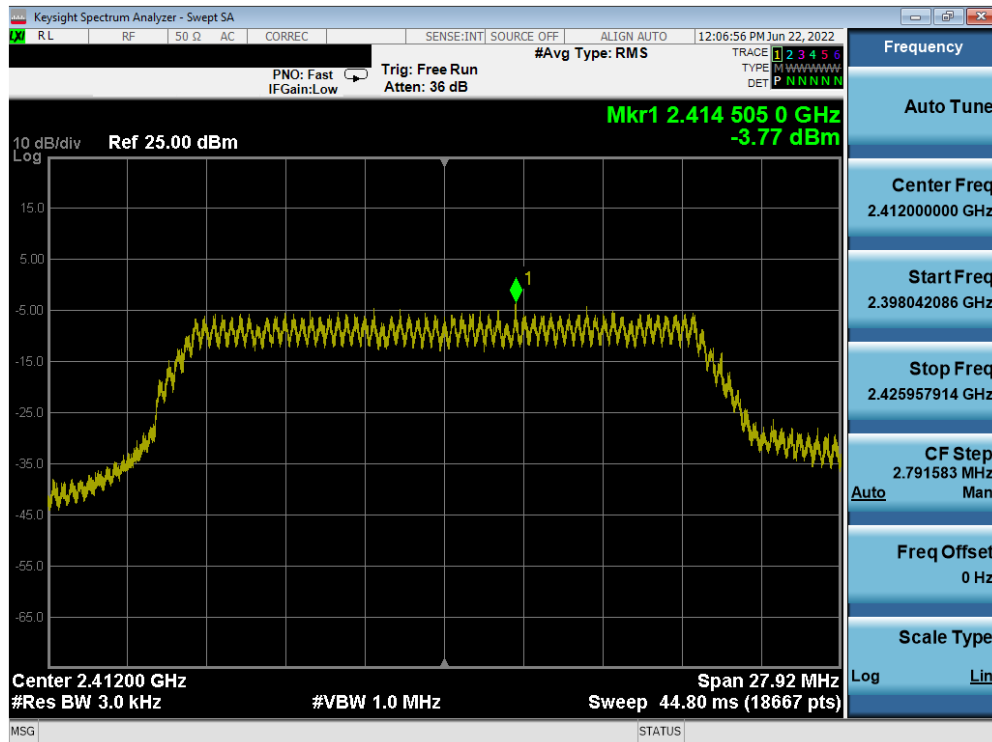 Keysight Spectrum Analyzer - Swept SA
LXI RL RF 50 Ω AC CORREC SENSE:INT SOURCE OFF ALIGN AUTO 12:06:56 PM Jun 22, 2022
#Avg Type: RMS
TRACE 1 2 3 4 5 6
TYPE M W W W W W
DET P N N N N N
PNO: Fast
IFGain:Low
Trig: Free Run
Atten: 36 dB
Mkr1 2.414 505 0 GHz
-3.77 dBm
10 dB/div
Log
Ref 25.00 dBm
15.0
5.00
-5.00
-15.0
-25.0
-35.0
-45.0
-55.0
-65.0
1
Center 2.41200 GHz
Span 27.92 MHz
#Res BW 3.0 kHz
#VBW 1.0 MHz
Sweep 44.80 ms (18667 pts)
MSG
STATUS
Frequency
Auto Tune
Center Freq
2.412000000 GHz
Start Freq
2.398042086 GHz
Stop Freq
2.425957914 GHz
CF Step
2.791583 MHz
Auto Man
Freq Offset
0 Hz
Scale Type
Log Lin